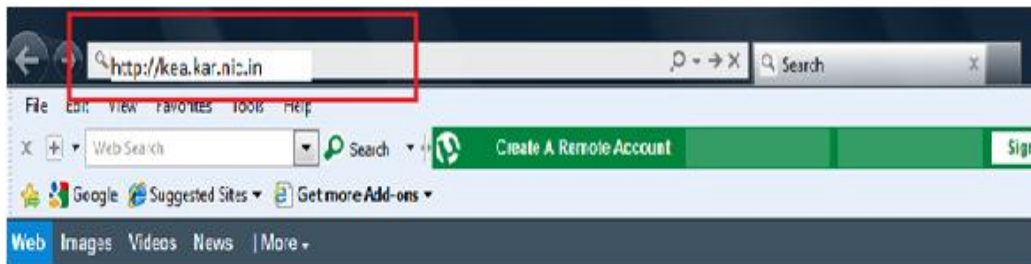 http://kea.kar.nic.in Search X
File Edit View Favorites Tools Help
X Web Search Search Create A Remote Account
Google Suggested Sites Get more Add-ons
Web Images Videos News | More